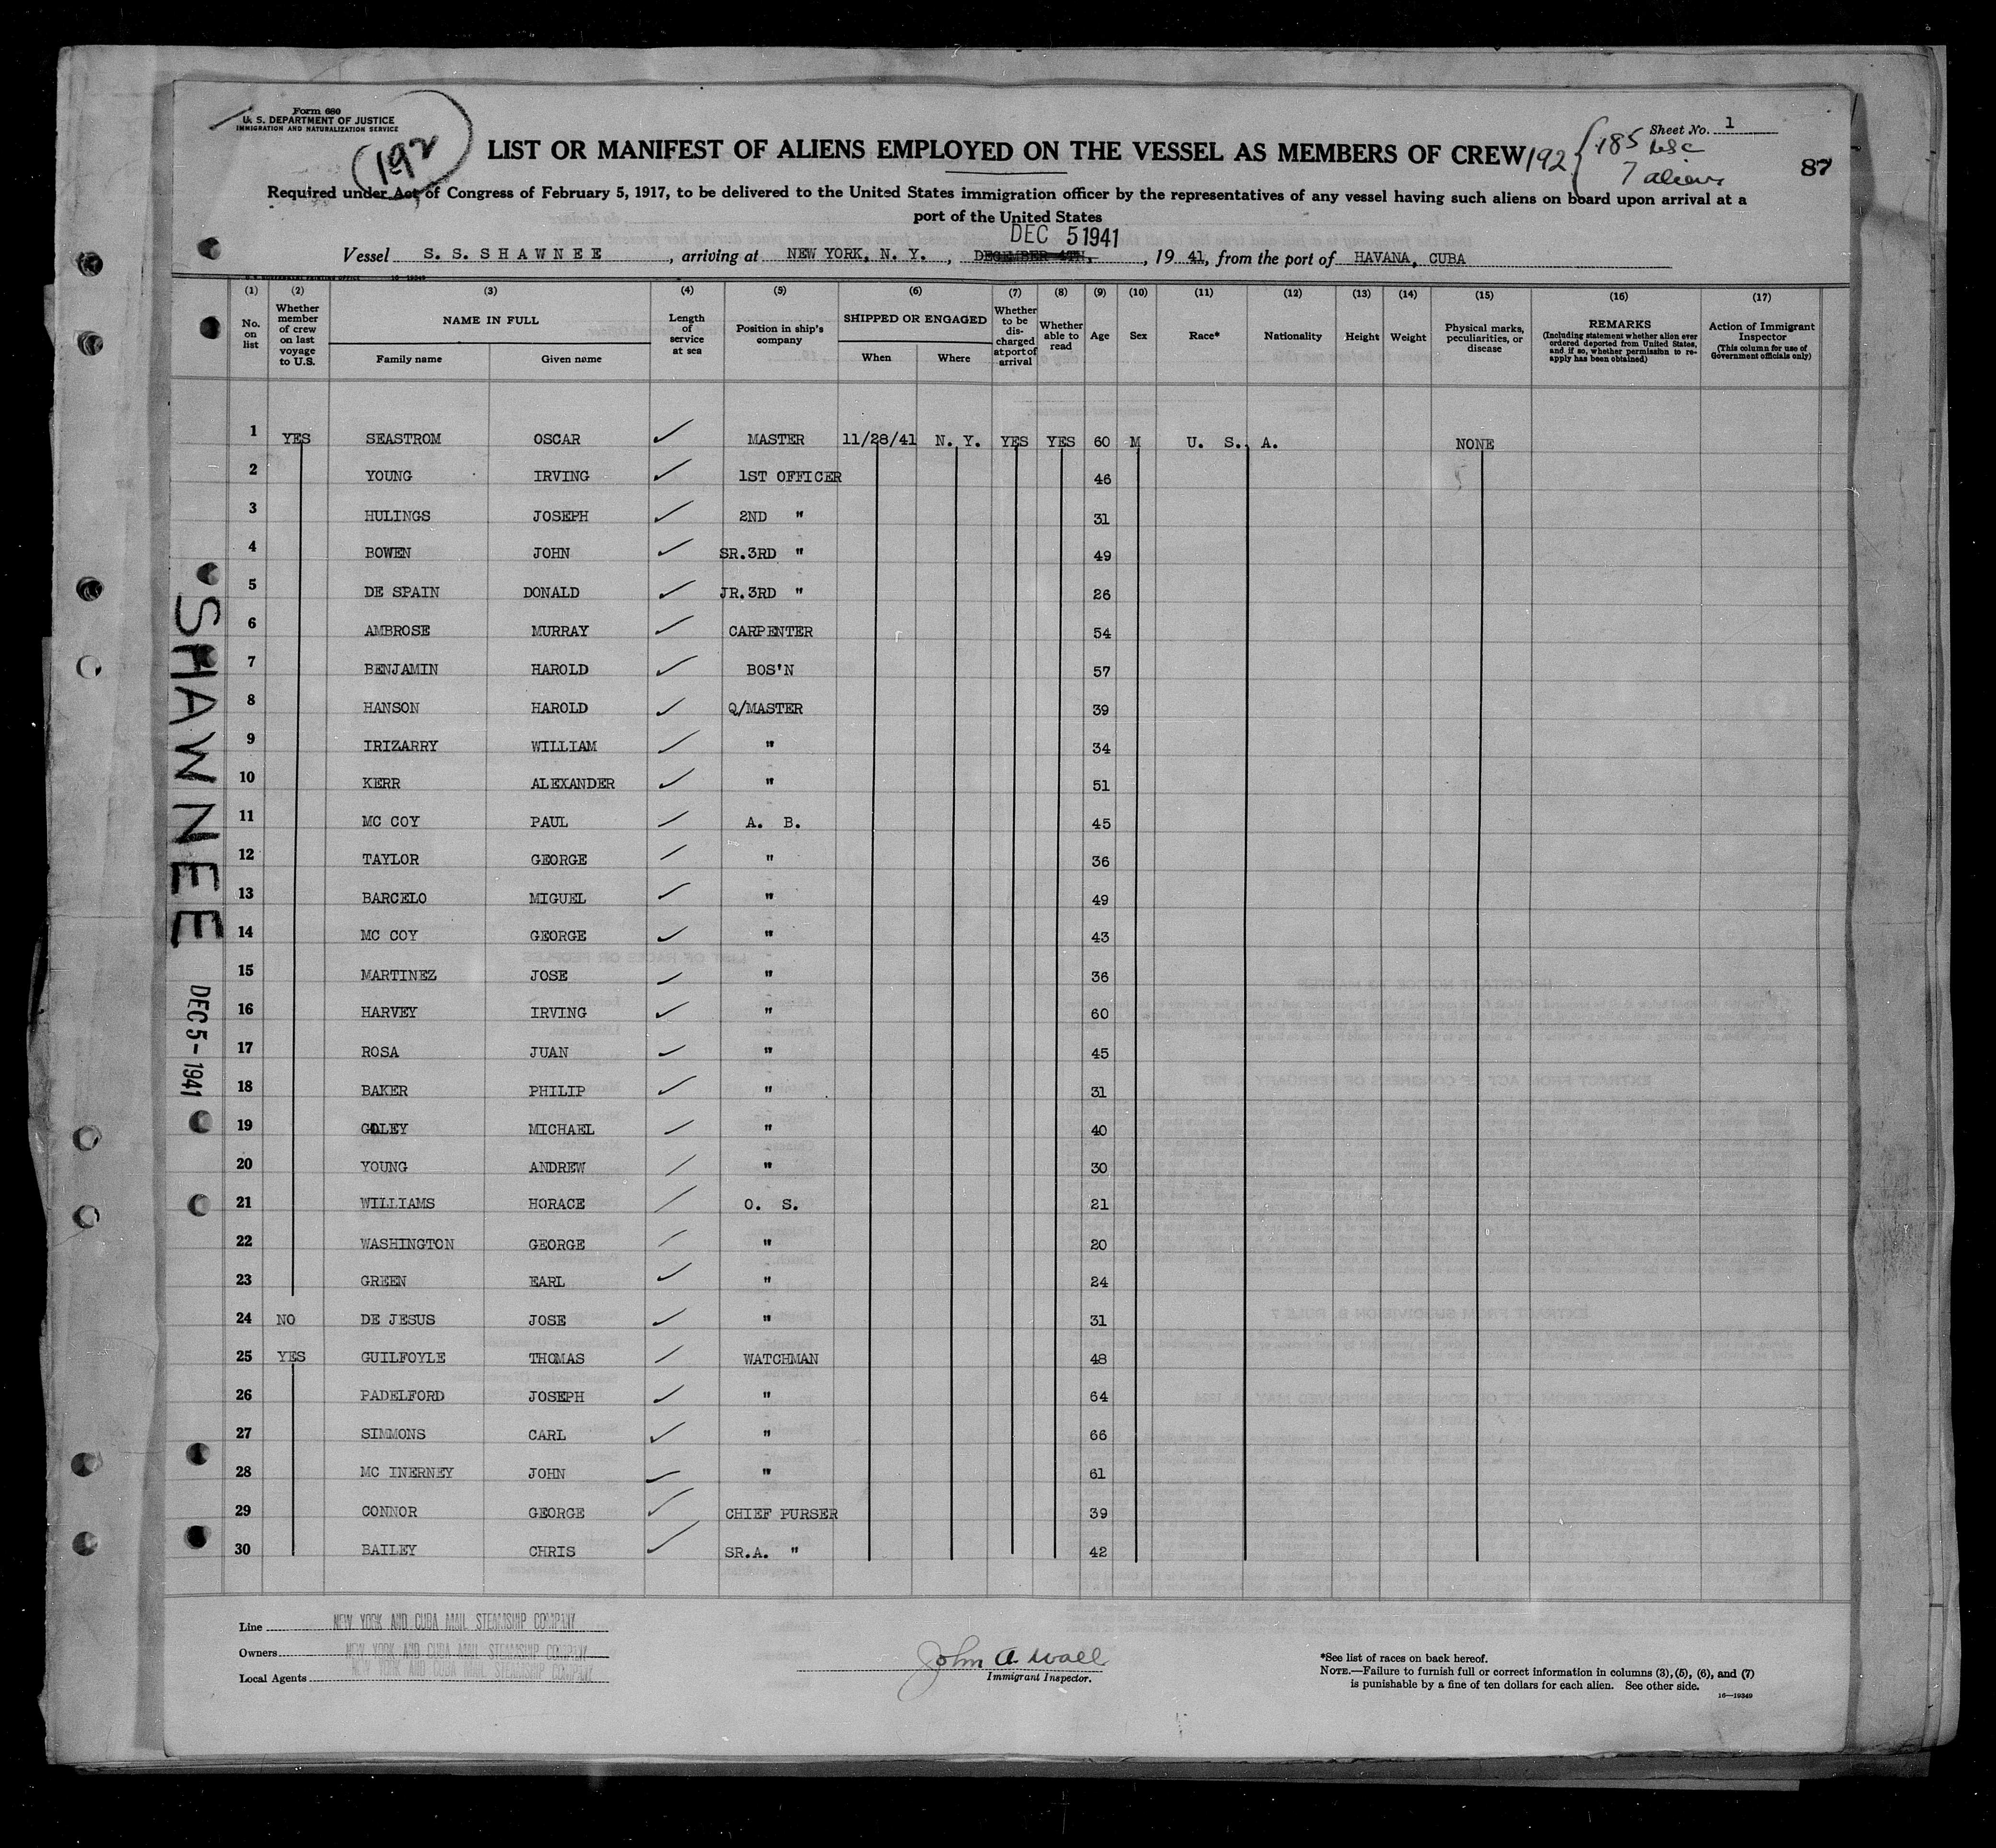 Form 680
U. S. DEPARTMENT OF JUSTICE
IMMIGRATION AND NATURALIZATION SERVICE
192
Sheet No. 1
LIST OR MANIFEST OF ALIENS EMPLOYED ON THE VESSEL AS MEMBERS OF CREW
192 { 185 usc
7 aliens
87
Required under Act of Congress of February 5, 1917, to be delivered to the United States immigration officer by the representatives of any vessel having such aliens on board upon arrival at a
port of the United States
DEC 5 1941
Vessel S. S. S H A W N E E, arriving at NEW YORK, N. Y., DECEMBER 4TH, , 19 41, from the port of HAVANA, CUBA
(1) (2) (3) (4) (5) (6) (7) (8) (9) (10) (11) (12) (13) (14) (15) (16) (17)
No. on list
Whether member of crew on last voyage to U.S.
NAME IN FULL
Family name
Given name
Length of service at sea
Position in ship's company
SHIPPED OR ENGAGED
When
Where
Whether to be discharged at port of arrival
Whether able to read
Age
Sex
Race*
Nationality
Height
Weight
Physical marks, peculiarities, or disease
REMARKS
(Including statement whether alien ever ordered deported from United States, and if so, whether permission to re-apply has been obtained)
Action of Immigrant Inspector
(This column for use of Government officials only)
1 YES SEASTROM OSCAR ✓ MASTER 11/28/41 N. Y. YES YES 60 M U. S. A. NONE
2 YOUNG IRVING ✓ 1ST OFFICER 46
3 HULINGS JOSEPH ✓ 2ND " 31
4 BOWEN JOHN ✓ SR.3RD " 49
5 DE SPAIN DONALD ✓ JR.3RD " 26
6 AMBROSE MURRAY ✓ CARPENTER 54
7 BENJAMIN HAROLD ✓ BOS'N 57
8 HANSON HAROLD ✓ Q/MASTER 39
9 IRIZARRY WILLIAM ✓ " 34
10 KERR ALEXANDER ✓ " 51
11 MC COY PAUL ✓ A. B. 45
12 TAYLOR GEORGE ✓ " 36
13 BARCELO MIGUEL ✓ " 49
14 MC COY GEORGE ✓ " 43
15 MARTINEZ JOSE ✓ " 36
16 HARVEY IRVING ✓ " 60
17 ROSA JUAN ✓ " 45
18 BAKER PHILIP ✓ " 31
19 MICHAEL ✓ " 40
20 YOUNG ANDREW ✓ " 30
21 WILLIAMS HORACE ✓ O. S. 21
22 WASHINGTON GEORGE ✓ " 20
23 GREEN EARL ✓ " 24
24 NO DE JESUS JOSE ✓ " 31
25 YES GUILFOYLE THOMAS ✓ WATCHMAN 48
26 PADELFORD JOSEPH ✓ " 64
27 SIMMONS CARL ✓ " 66
28 MC INERNEY JOHN ✓ " 61
29 CONNOR GEORGE ✓ CHIEF PURSER 39
30 BAILEY CHRIS ✓ SR.A. " 42
SHAWNEE
DEC 5-1941
Line NEW YORK AND CUBA MAIL STEAMSHIP COMPANY
Owners NEW YORK AND CUBA MAIL STEAMSHIP COMPANY
Local Agents NEW YORK AND CUBA MAIL STEAMSHIP COMPANY
John A Wall
Immigrant Inspector.
*See list of races on back hereof.
NOTE.—Failure to furnish full or correct information in columns (3), (5), (6), and (7)
is punishable by a fine of ten dollars for each alien. See other side.
16—19349